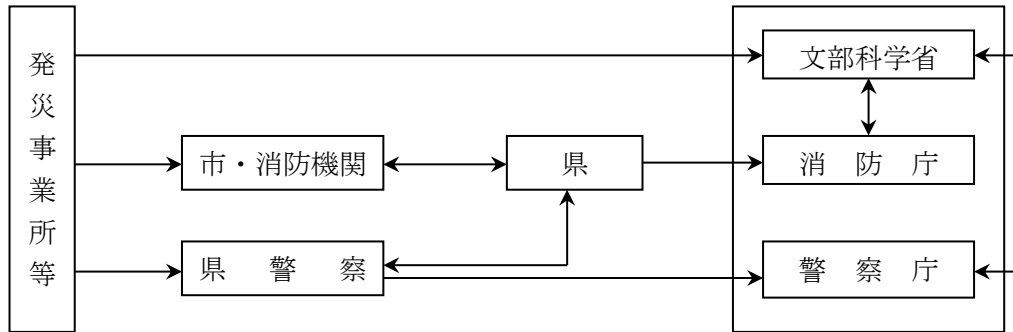 発災事業所等
文部科学省
市・消防機関
県
消防庁
県警察
警察庁